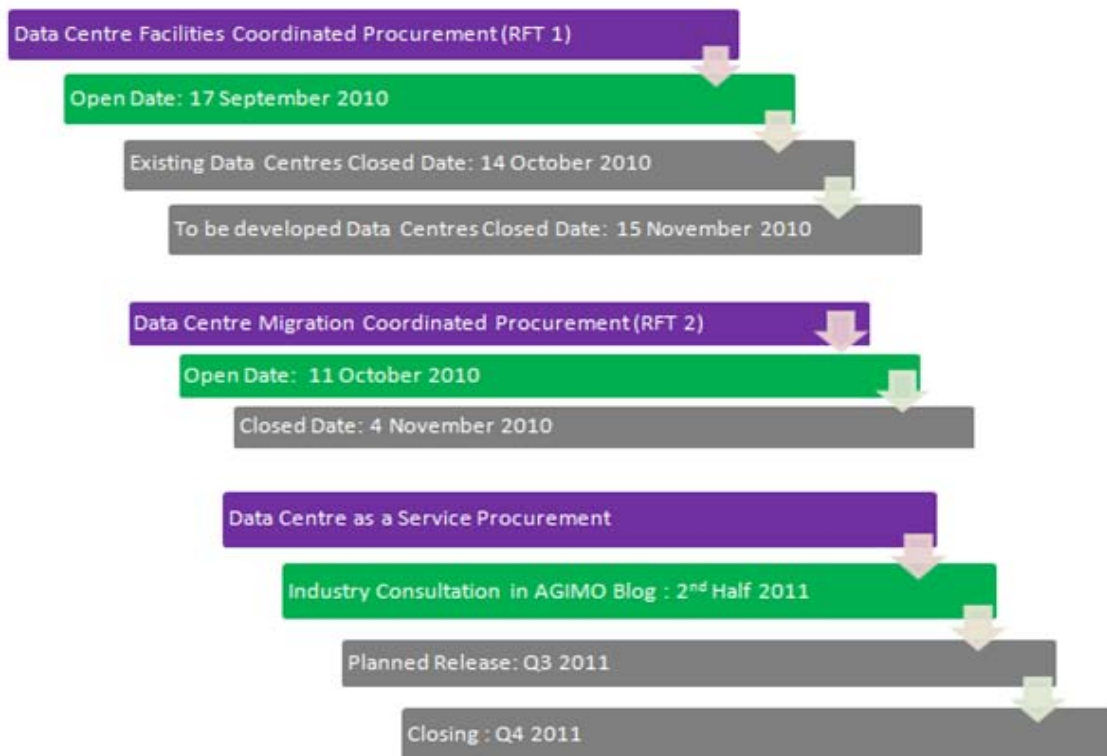 Data Centre Facilities Coordinated Procurement (RFT 1)
Open Date: 17 September 2010
Existing Data Centres Closed Date: 14 October 2010
To be developed Data Centres Closed Date: 15 November 2010
Data Centre Migration Coordinated Procurement (RFT 2)
Open Date: 11 October 2010
Closed Date: 4 November 2010
Data Centre as a Service Procurement
Industry Consultation in AGIMO Blog : 2nd Half 2011
Planned Release: Q3 2011
Closing : Q4 2011